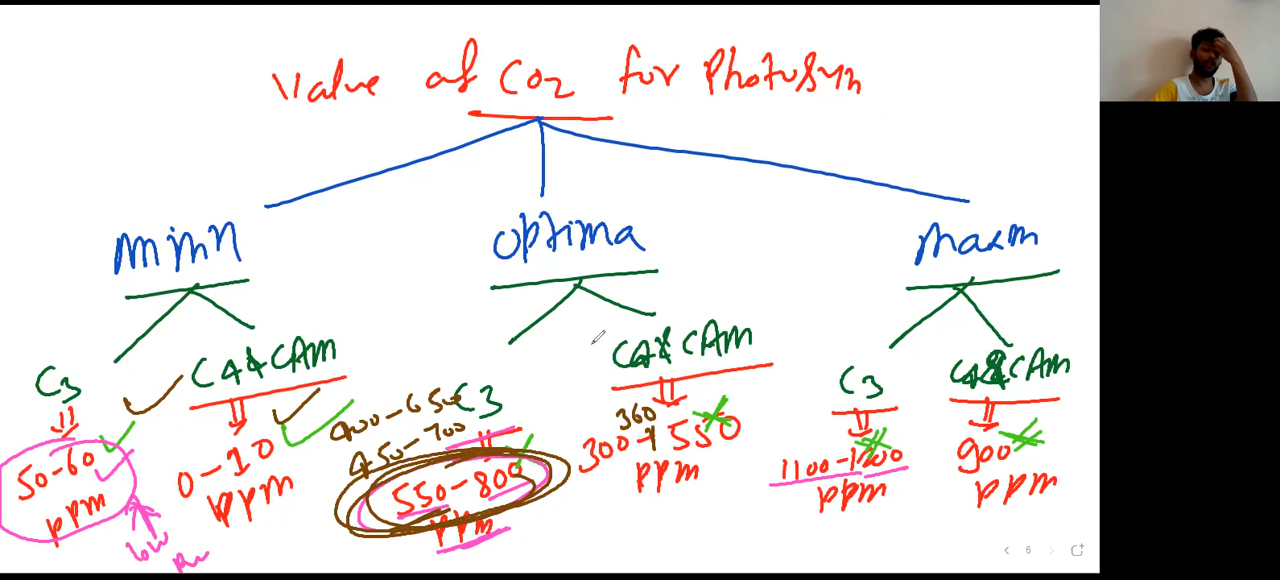 Value of CO2 for Photosyn
minm
optima
maxm
C3
50-60
ppm
low
C4&CAM
0-10
ppm
400-650
450-700
C3
550-800
ppm
C4& CAM
360
300-550
ppm
C3
1100-1200
ppm
C4&CAM
900
ppm
6